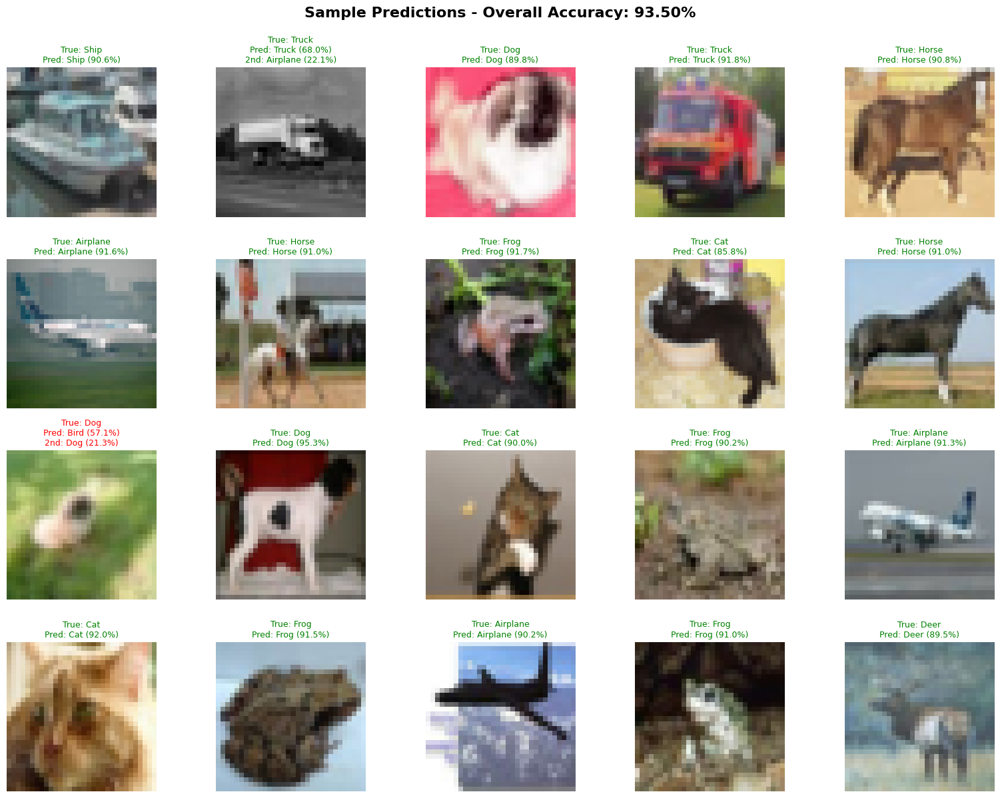 Sample Predictions - Overall Accuracy: 93.50%
True: Ship
Pred: Ship (90.6%)
True: Truck
Pred: Truck (68.0%)
2nd: Airplane (22.1%)
True: Dog
Pred: Dog (89.8%)
True: Truck
Pred: Truck (91.8%)
True: Horse
Pred: Horse (90.8%)
True: Airplane
Pred: Airplane (91.6%)
True: Horse
Pred: Horse (91.0%)
True: Frog
Pred: Frog (91.7%)
True: Cat
Pred: Cat (85.8%)
True: Horse
Pred: Horse (91.0%)
True: Dog
Pred: Bird (57.1%)
2nd: Dog (21.3%)
True: Dog
Pred: Dog (95.3%)
True: Cat
Pred: Cat (90.0%)
True: Frog
Pred: Frog (90.2%)
True: Airplane
Pred: Airplane (91.3%)
True: Cat
Pred: Cat (92.0%)
True: Frog
Pred: Frog (91.5%)
True: Airplane
Pred: Airplane (90.2%)
True: Frog
Pred: Frog (91.0%)
True: Deer
Pred: Deer (89.5%)